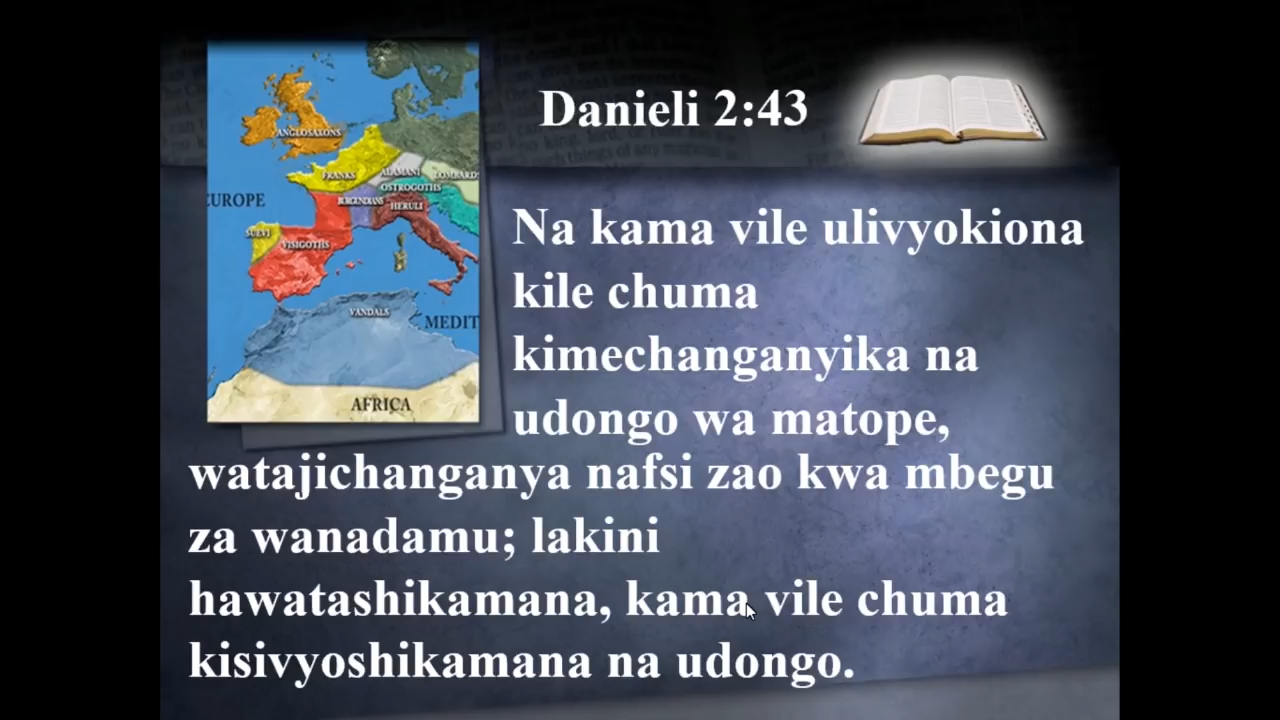 Danieli 2:43
ANGLOSAXONS
FRANKS
ALAMANI
LOMBARDS
OSTROGOTHS
EUROPE
BURGUNDIANS
HERULI
SUEVI
VISIGOTHS
VANDALS
MEDIT
AFRICA
Na kama vile ulivyokiona
kile chuma
kimechanganyika na
udongo wa matope,
watajichanganya nafsi zao kwa mbegu
za wanadamu; lakini
hawatashikamana, kama vile chuma
kisivyoshikamana na udongo.